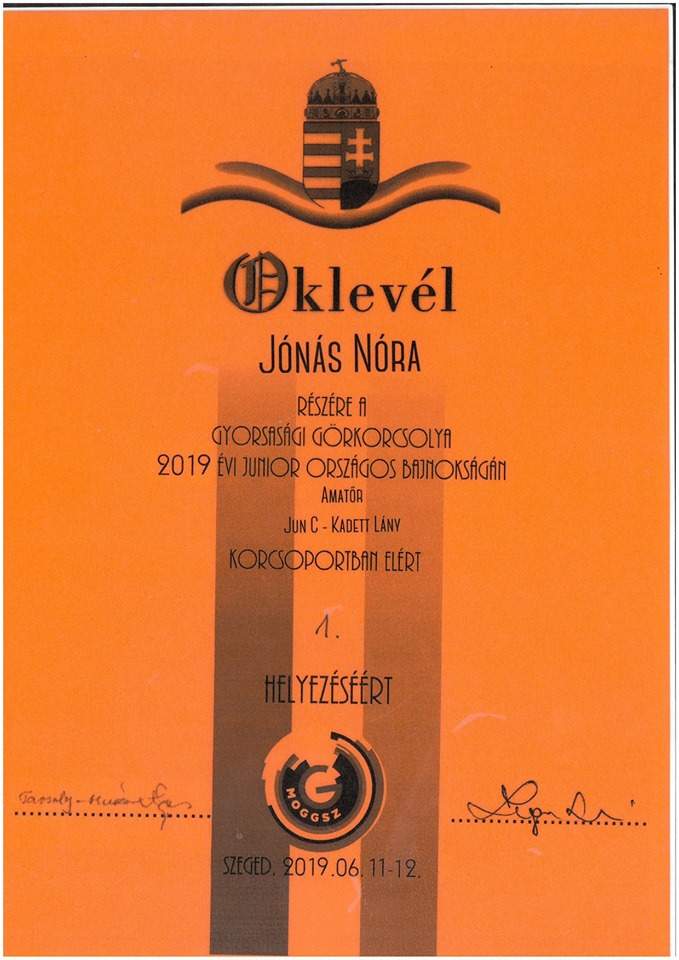 Oklevél
JÓNÁS NÓRA
RÉSZÉRE A
GYORSASÁGI GÖRKORCSOLYA
2019 ÉVI JUNIOR ORSZÁGOS BAJNOKSÁGÁN
AMATŐR
JUN C - KADETT LÁNY
KORCSOPORTBAN ELÉRT
1.
HELYEZÉSÉÉRT
G
MOGGSZ
SZEGED, 2019.06.11-12.